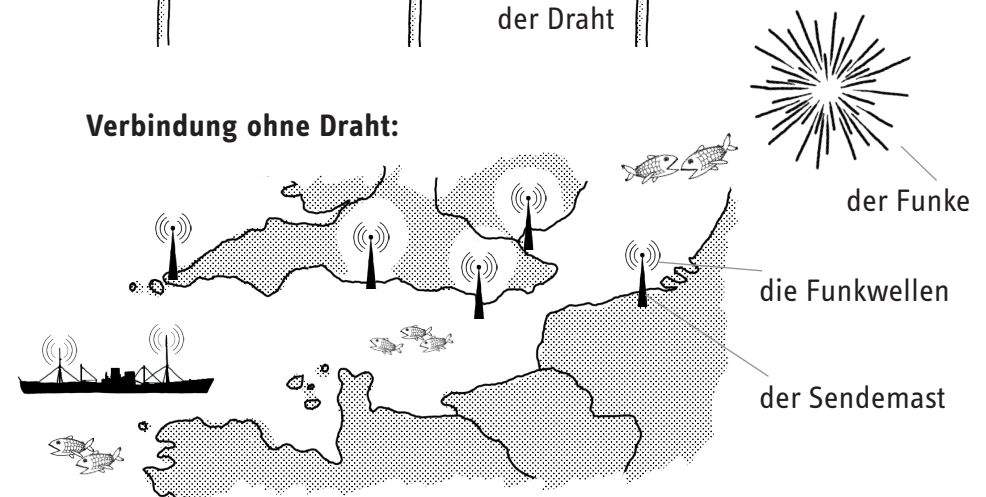 der Draht
Verbindung ohne Draht:
der Funke
die Funkwellen
der Sendemast